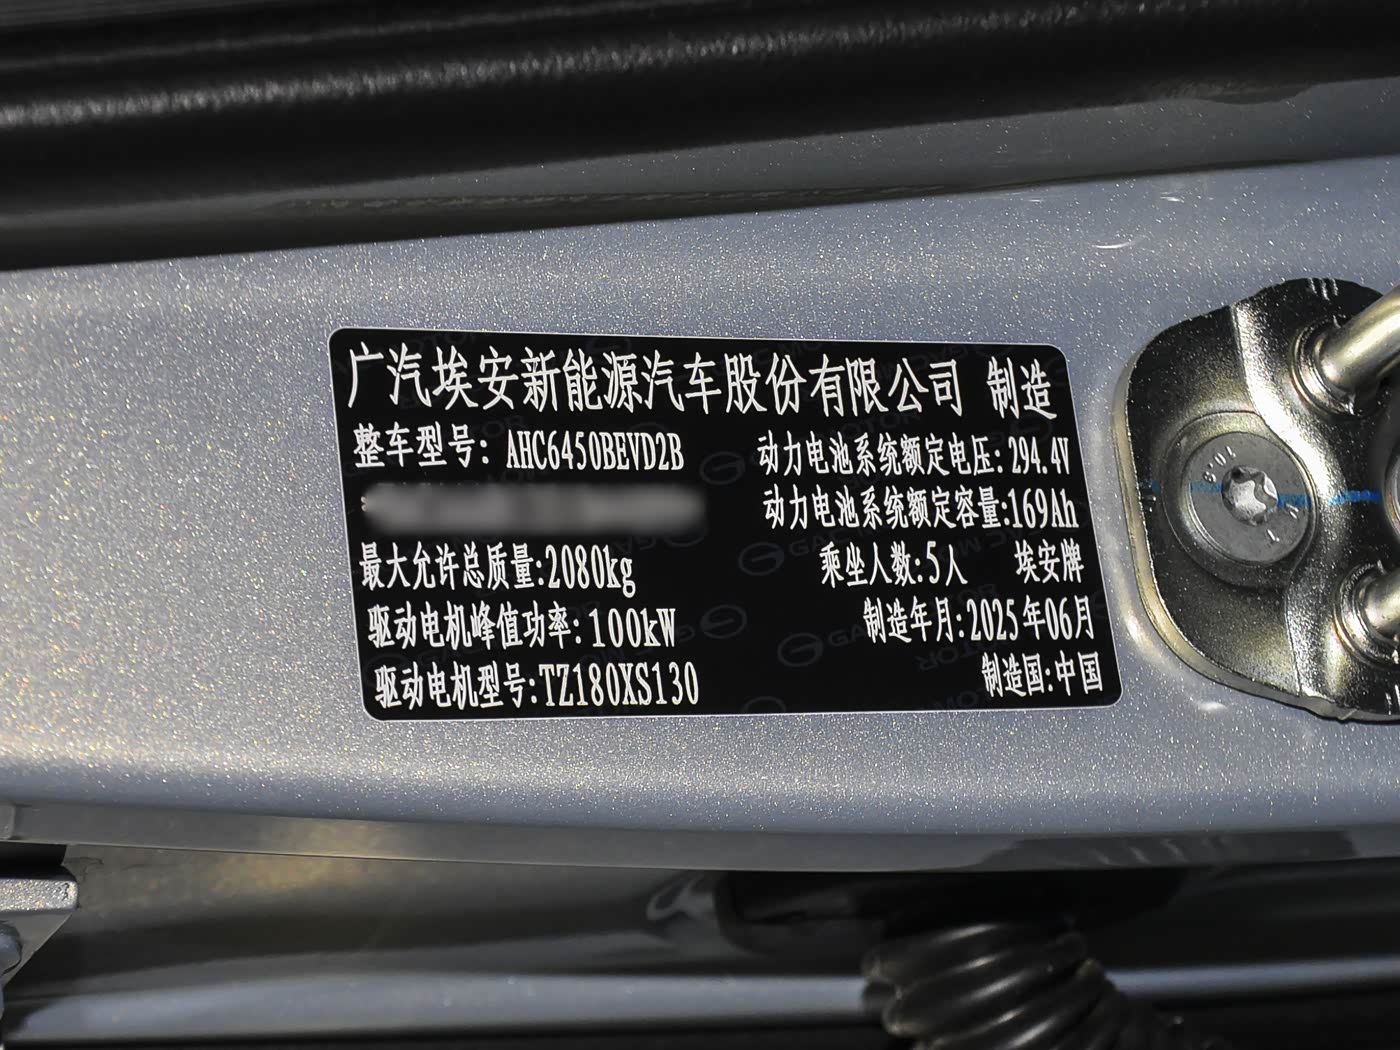 广汽埃安新能源汽车股份有限公司 制造
整车型号: AHC6450BEVD2B
动力电池系统额定电压: 294.4V
动力电池系统额定容量:169Ah
最大允许总质量:2080kg
乘坐人数:5人 埃安牌
驱动电机峰值功率:100kW
制造年月:2025年06月
驱动电机型号:TZ180XS130
制造国:中国
10.9